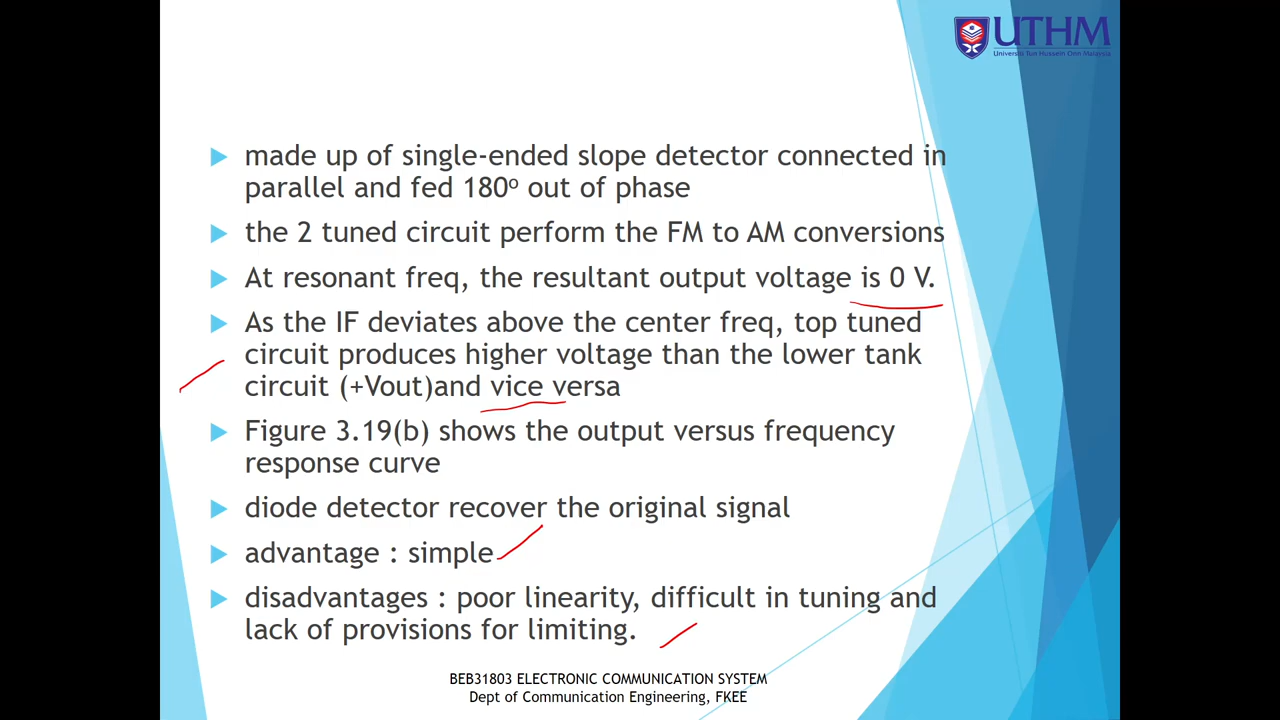 UTHM
Universiti Tun Hussein Onn Malaysia
made up of single-ended slope detector connected in
parallel and fed 180º out of phase
the 2 tuned circuit perform the FM to AM conversions
At resonant freq, the resultant output voltage is 0 V.
As the IF deviates above the center freq, top tuned
circuit produces higher voltage than the lower tank
circuit (+Vout)and vice versa
Figure 3.19(b) shows the output versus frequency
response curve
diode detector recover the original signal
advantage : simple
disadvantages : poor linearity, difficult in tuning and
lack of provisions for limiting.
BEB31803 ELECTRONIC COMMUNICATION SYSTEM
Dept of Communication Engineering, FKEE